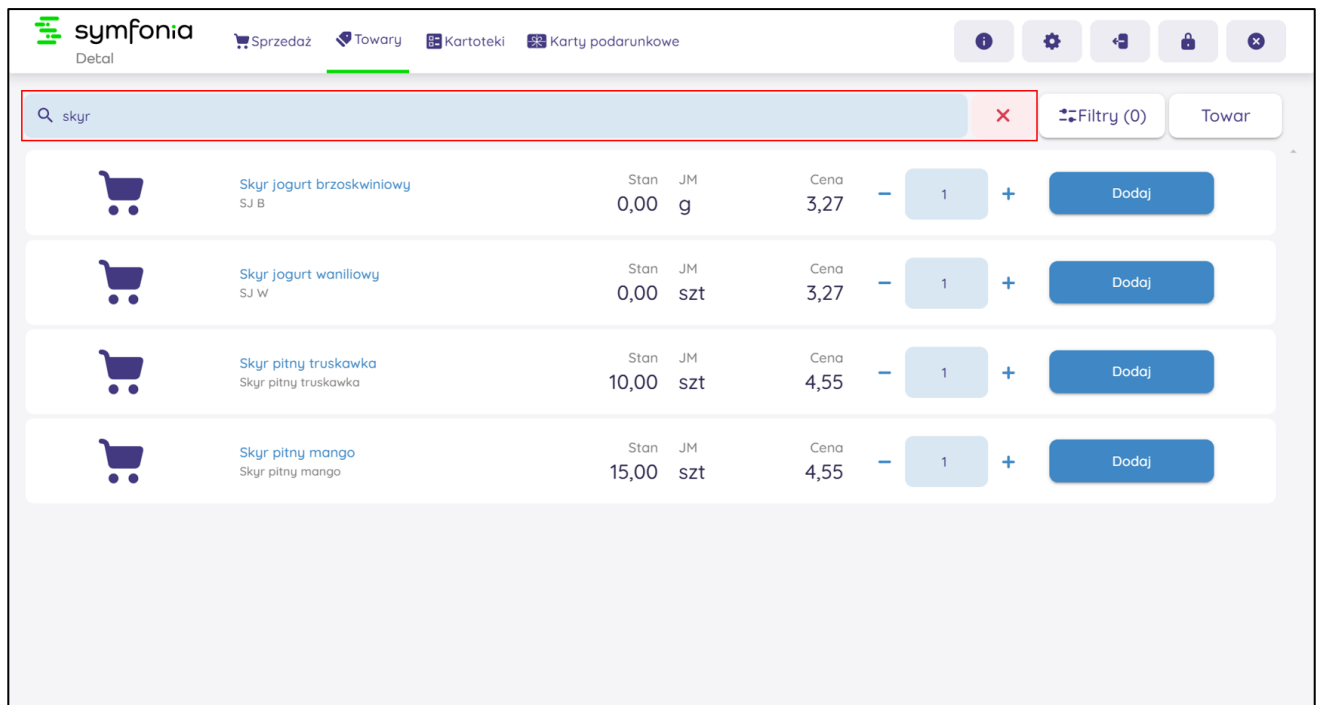 symfonia
Detal
Sprzedaż Towary Kartoteki Karty podarunkowe
skyr Filtry (0) Towar
Skyr jogurt brzoskwiniowy Stan JM Cena
SJ B 0,00 g 3,27 1 Dodaj
Skyr jogurt waniliowy Stan JM Cena
SJ W 0,00 szt 3,27 1 Dodaj
Skyr pitny truskawka Stan JM Cena
Skyr pitny truskawka 10,00 szt 4,55 1 Dodaj
Skyr pitny mango Stan JM Cena
Skyr pitny mango 15,00 szt 4,55 1 Dodaj